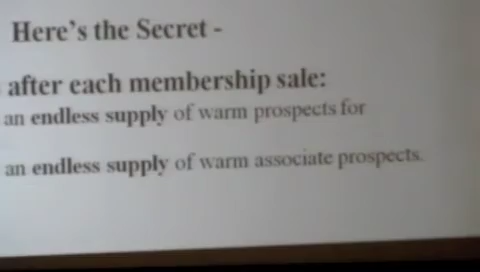 Here's the Secret -
after each membership sale:
an endless supply of warm prospects for
an endless supply of warm associate prospects.